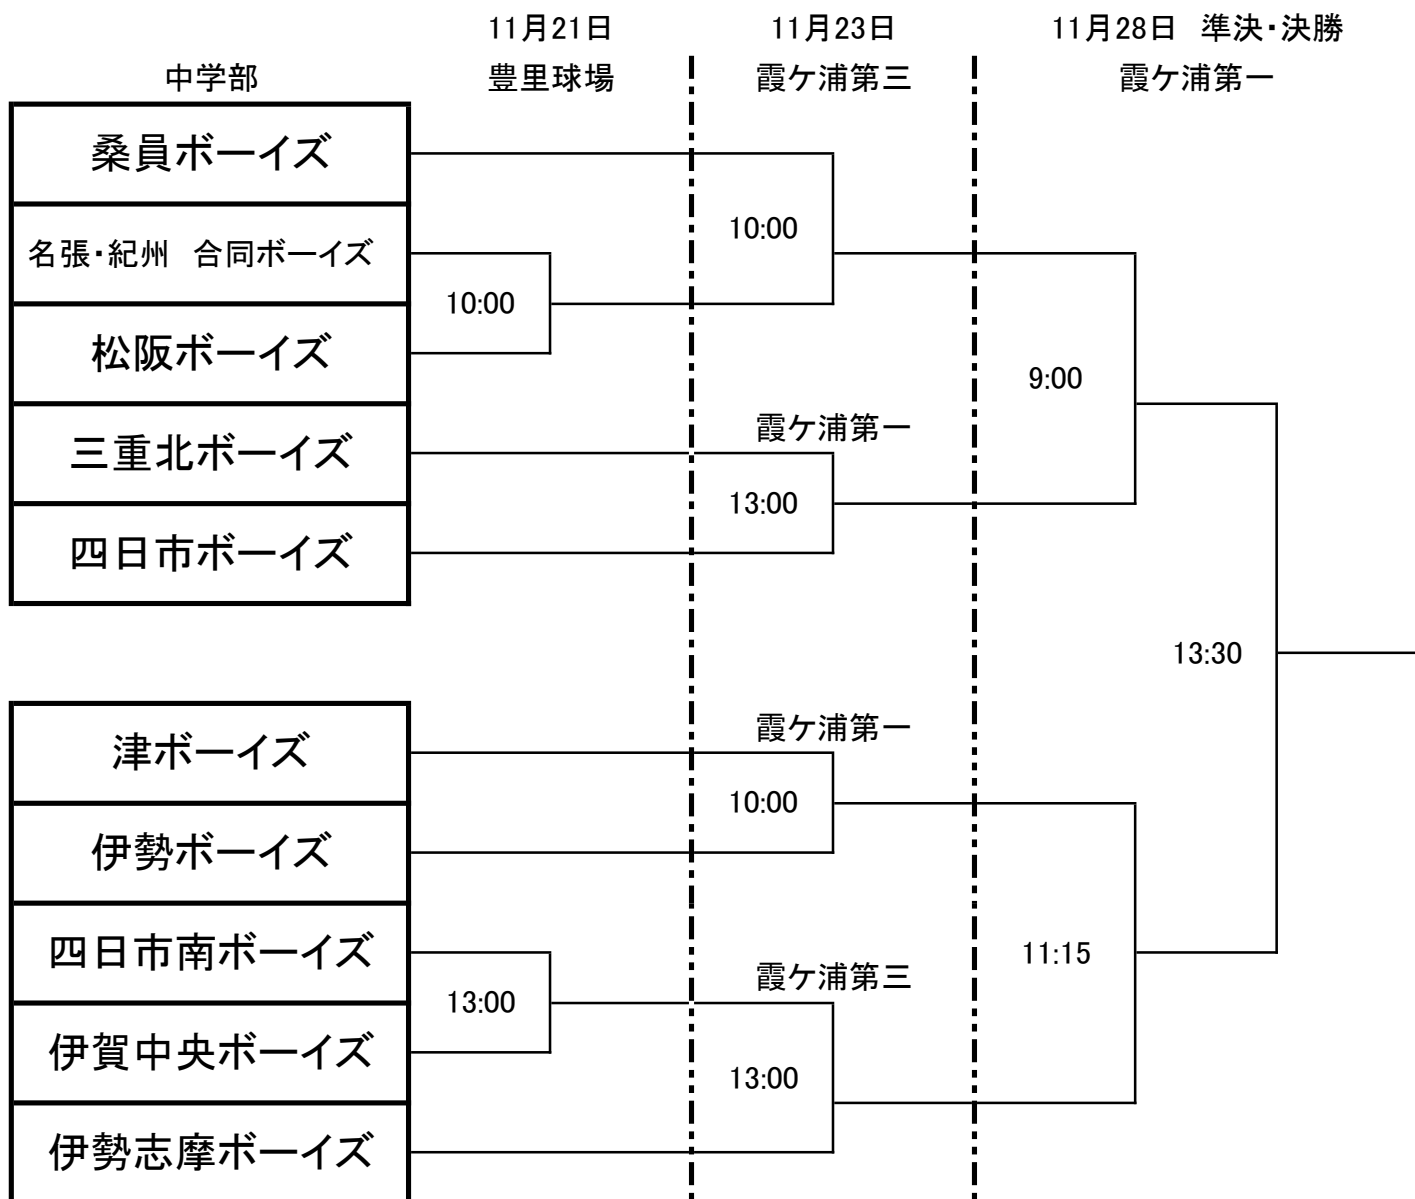 11月21日
11月23日
11月28日　準決・決勝
中学部
豊里球場
霞ケ浦第三
霞ケ浦第一
桑員ボーイズ
10:00
名張・紀州　合同ボーイズ
10:00
松阪ボーイズ
9:00
霞ケ浦第一
三重北ボーイズ
13:00
四日市ボーイズ
13:30
霞ケ浦第一
津ボーイズ
10:00
伊勢ボーイズ
四日市南ボーイズ
11:15
霞ケ浦第三
13:00
伊賀中央ボーイズ
13:00
伊勢志摩ボーイズ